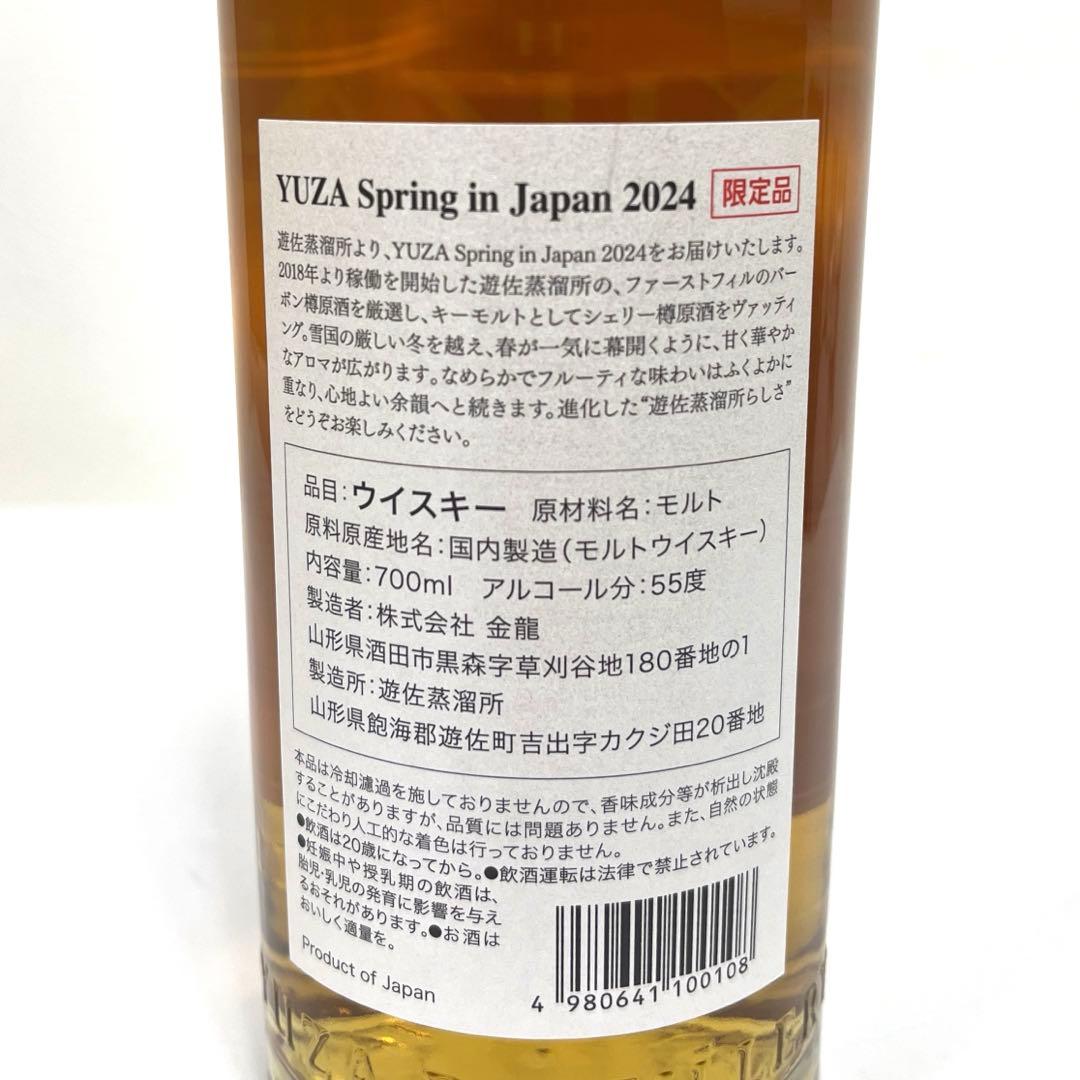 YUZA Spring in Japan 2024 限定品
遊佐蒸溜所より、YUZA Spring in Japan 2024をお届けいたします。
2018年より稼働を開始した遊佐蒸溜所の、ファーストフィルのバー
ボン樽原酒を厳選し、キーモルトとしてシェリー樽原酒をヴァッティ
ング。雪国の厳しい冬を越え、春が一気に幕開くように、甘く華やか
なアロマが広がります。なめらかでフルーティな味わいはふくよかに
重なり、心地よい余韻へと続きます。進化した“遊佐蒸溜所らしさ”
をどうぞお楽しみください。
品目：ウイスキー 原材料名：モルト
原料原産地名：国内製造（モルトウイスキー）
内容量：700ml アルコール分：55度
製造者：株式会社 金龍
山形県酒田市黒森字草刈谷地180番地の1
製造所：遊佐蒸溜所
山形県飽海郡遊佐町吉出字カクジ田20番地
本品は冷却濾過を施しておりませんので、香味成分等が析出し沈殿
することがありますが、品質には問題ありません。また、自然の状態
にこだわり人工的な着色は行っておりません。
●飲酒は20歳になってから。●飲酒運転は法律で禁止されています。
●妊娠中や授乳期の飲酒は、
胎児・乳児の発育に影響を与え
るおそれがあります。●お酒は
おいしく適量を。
Product of Japan
4 980641 100108
YUZA